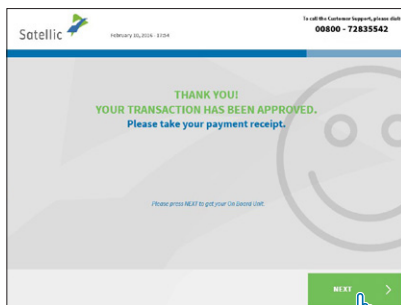 Satellic
February 10, 2016 - 17:54
To call the Customer Support, please dial:
00800 - 72835542
THANK YOU!
YOUR TRANSACTION HAS BEEN APPROVED.
Please take your payment receipt.
Please press NEXT to get your On Board Unit
NEXT